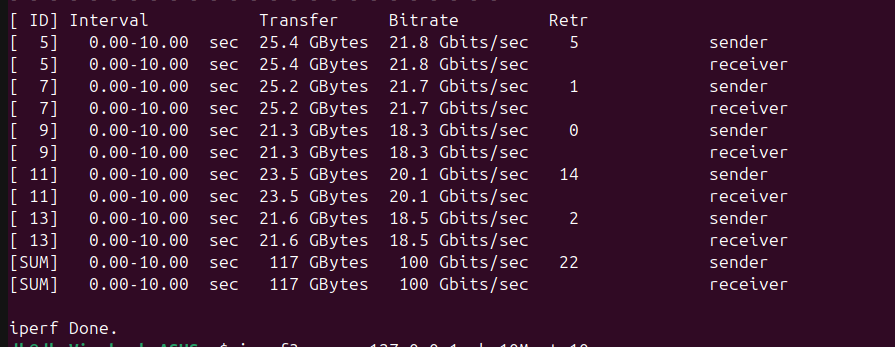 [ ID] Interval           Transfer     Bitrate         Retr
[  5]   0.00-10.00  sec  25.4 GBytes  21.8 Gbits/sec    5             sender
[  5]   0.00-10.00  sec  25.4 GBytes  21.8 Gbits/sec                  receiver
[  7]   0.00-10.00  sec  25.2 GBytes  21.7 Gbits/sec    1             sender
[  7]   0.00-10.00  sec  25.2 GBytes  21.7 Gbits/sec                  receiver
[  9]   0.00-10.00  sec  21.3 GBytes  18.3 Gbits/sec    0             sender
[  9]   0.00-10.00  sec  21.3 GBytes  18.3 Gbits/sec                  receiver
[ 11]   0.00-10.00  sec  23.5 GBytes  20.1 Gbits/sec   14             sender
[ 11]   0.00-10.00  sec  23.5 GBytes  20.1 Gbits/sec                  receiver
[ 13]   0.00-10.00  sec  21.6 GBytes  18.5 Gbits/sec    2             sender
[ 13]   0.00-10.00  sec  21.6 GBytes  18.5 Gbits/sec                  receiver
[SUM]   0.00-10.00  sec   117 GBytes   100 Gbits/sec   22             sender
[SUM]   0.00-10.00  sec   117 GBytes   100 Gbits/sec                  receiver
iperf Done.